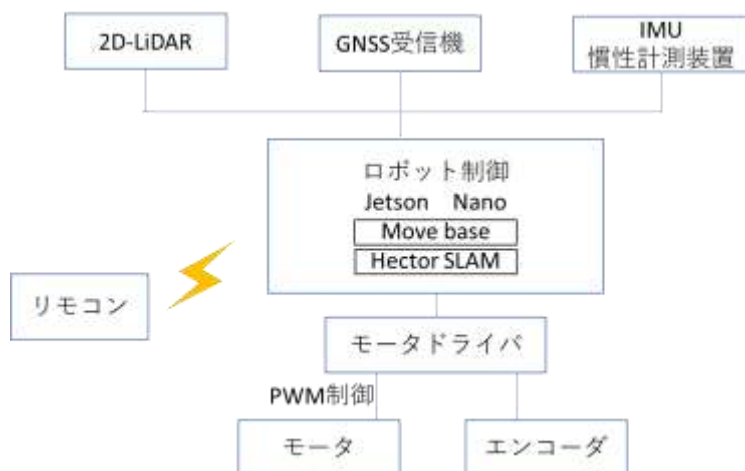 2D-LiDAR
GNSS受信機
IMU
慣性計測装置
ロボット制御
Jetson Nano
Move base
Hector SLAM
リモコン
モータドライバ
PWM制御
モータ
エンコーダ